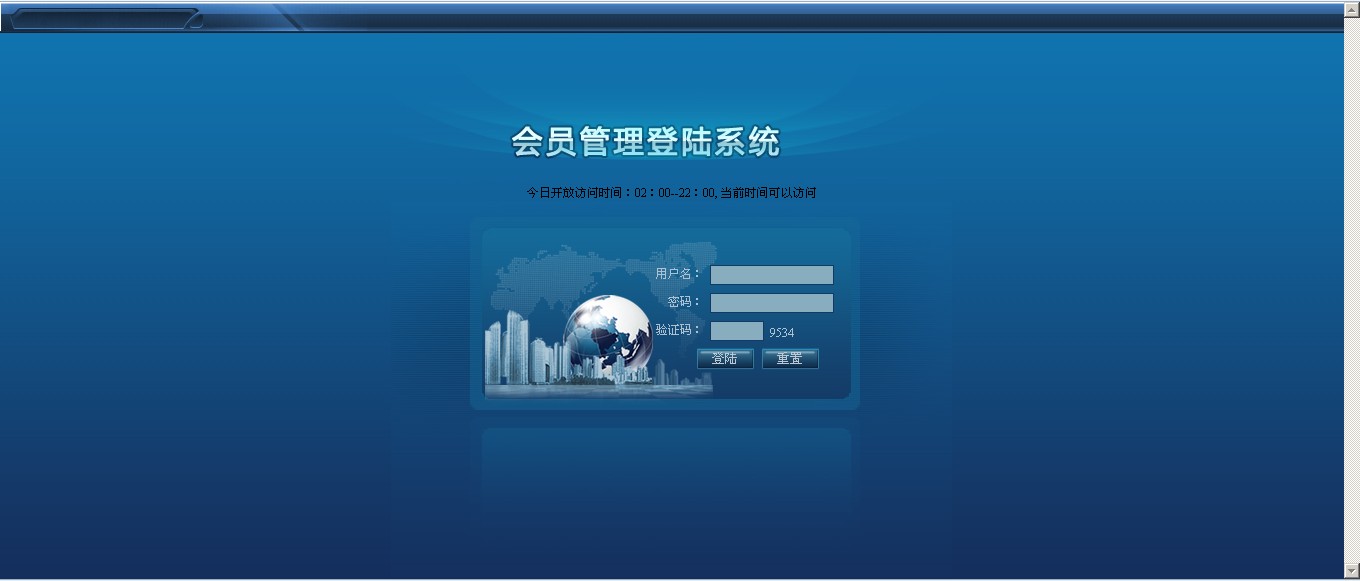 会员管理登陆系统
今日开放访问时间：02：00--22：00, 当前时间可以访问
用户名：
密码：
验证码： 9534
登陆 重置